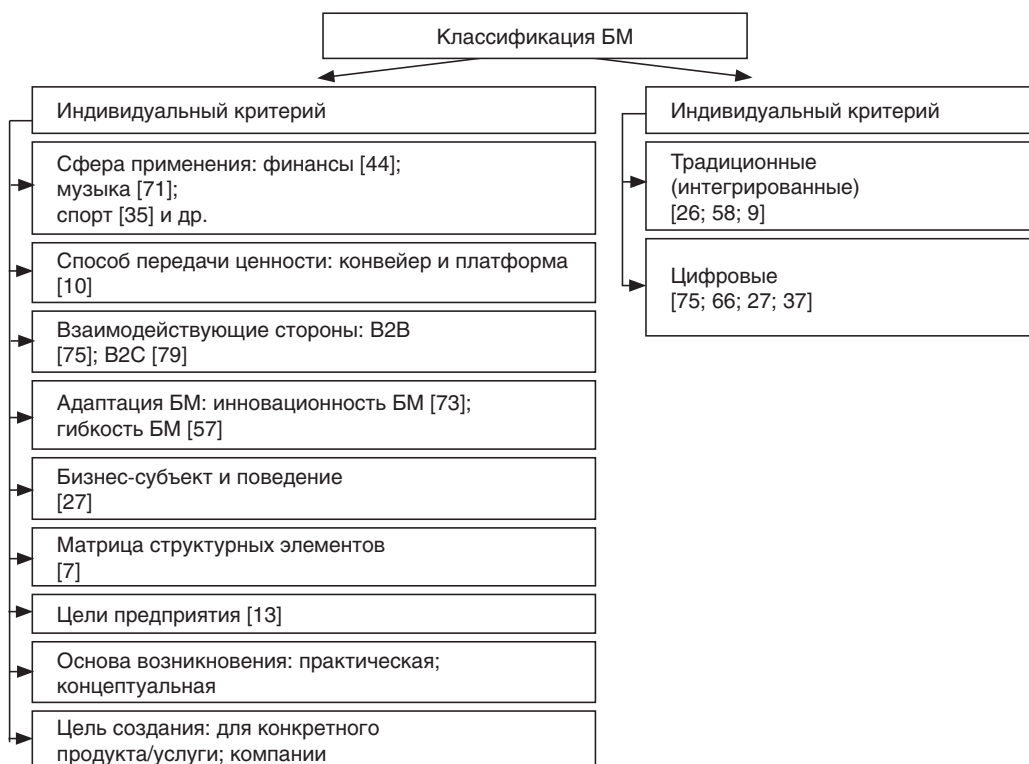 Классификация БМ
Индивидуальный критерий
Сфера применения: финансы [44];
музыка [71];
спорт [35] и др.
Способ передачи ценности: конвейер и платформа
[10]
Взаимодействующие стороны: B2B
[75]; B2C [79]
Адаптация БМ: инновационность БМ [73];
гибкость БМ [57]
Бизнес-субъект и поведение
[27]
Матрица структурных элементов
[7]
Цели предприятия [13]
Основа возникновения: практическая;
концептуальная
Цель создания: для конкретного
продукта/услуги; компании
Индивидуальный критерий
Традиционные
(интегрированные)
[26; 58; 9]
Цифровые
[75; 66; 27; 37]